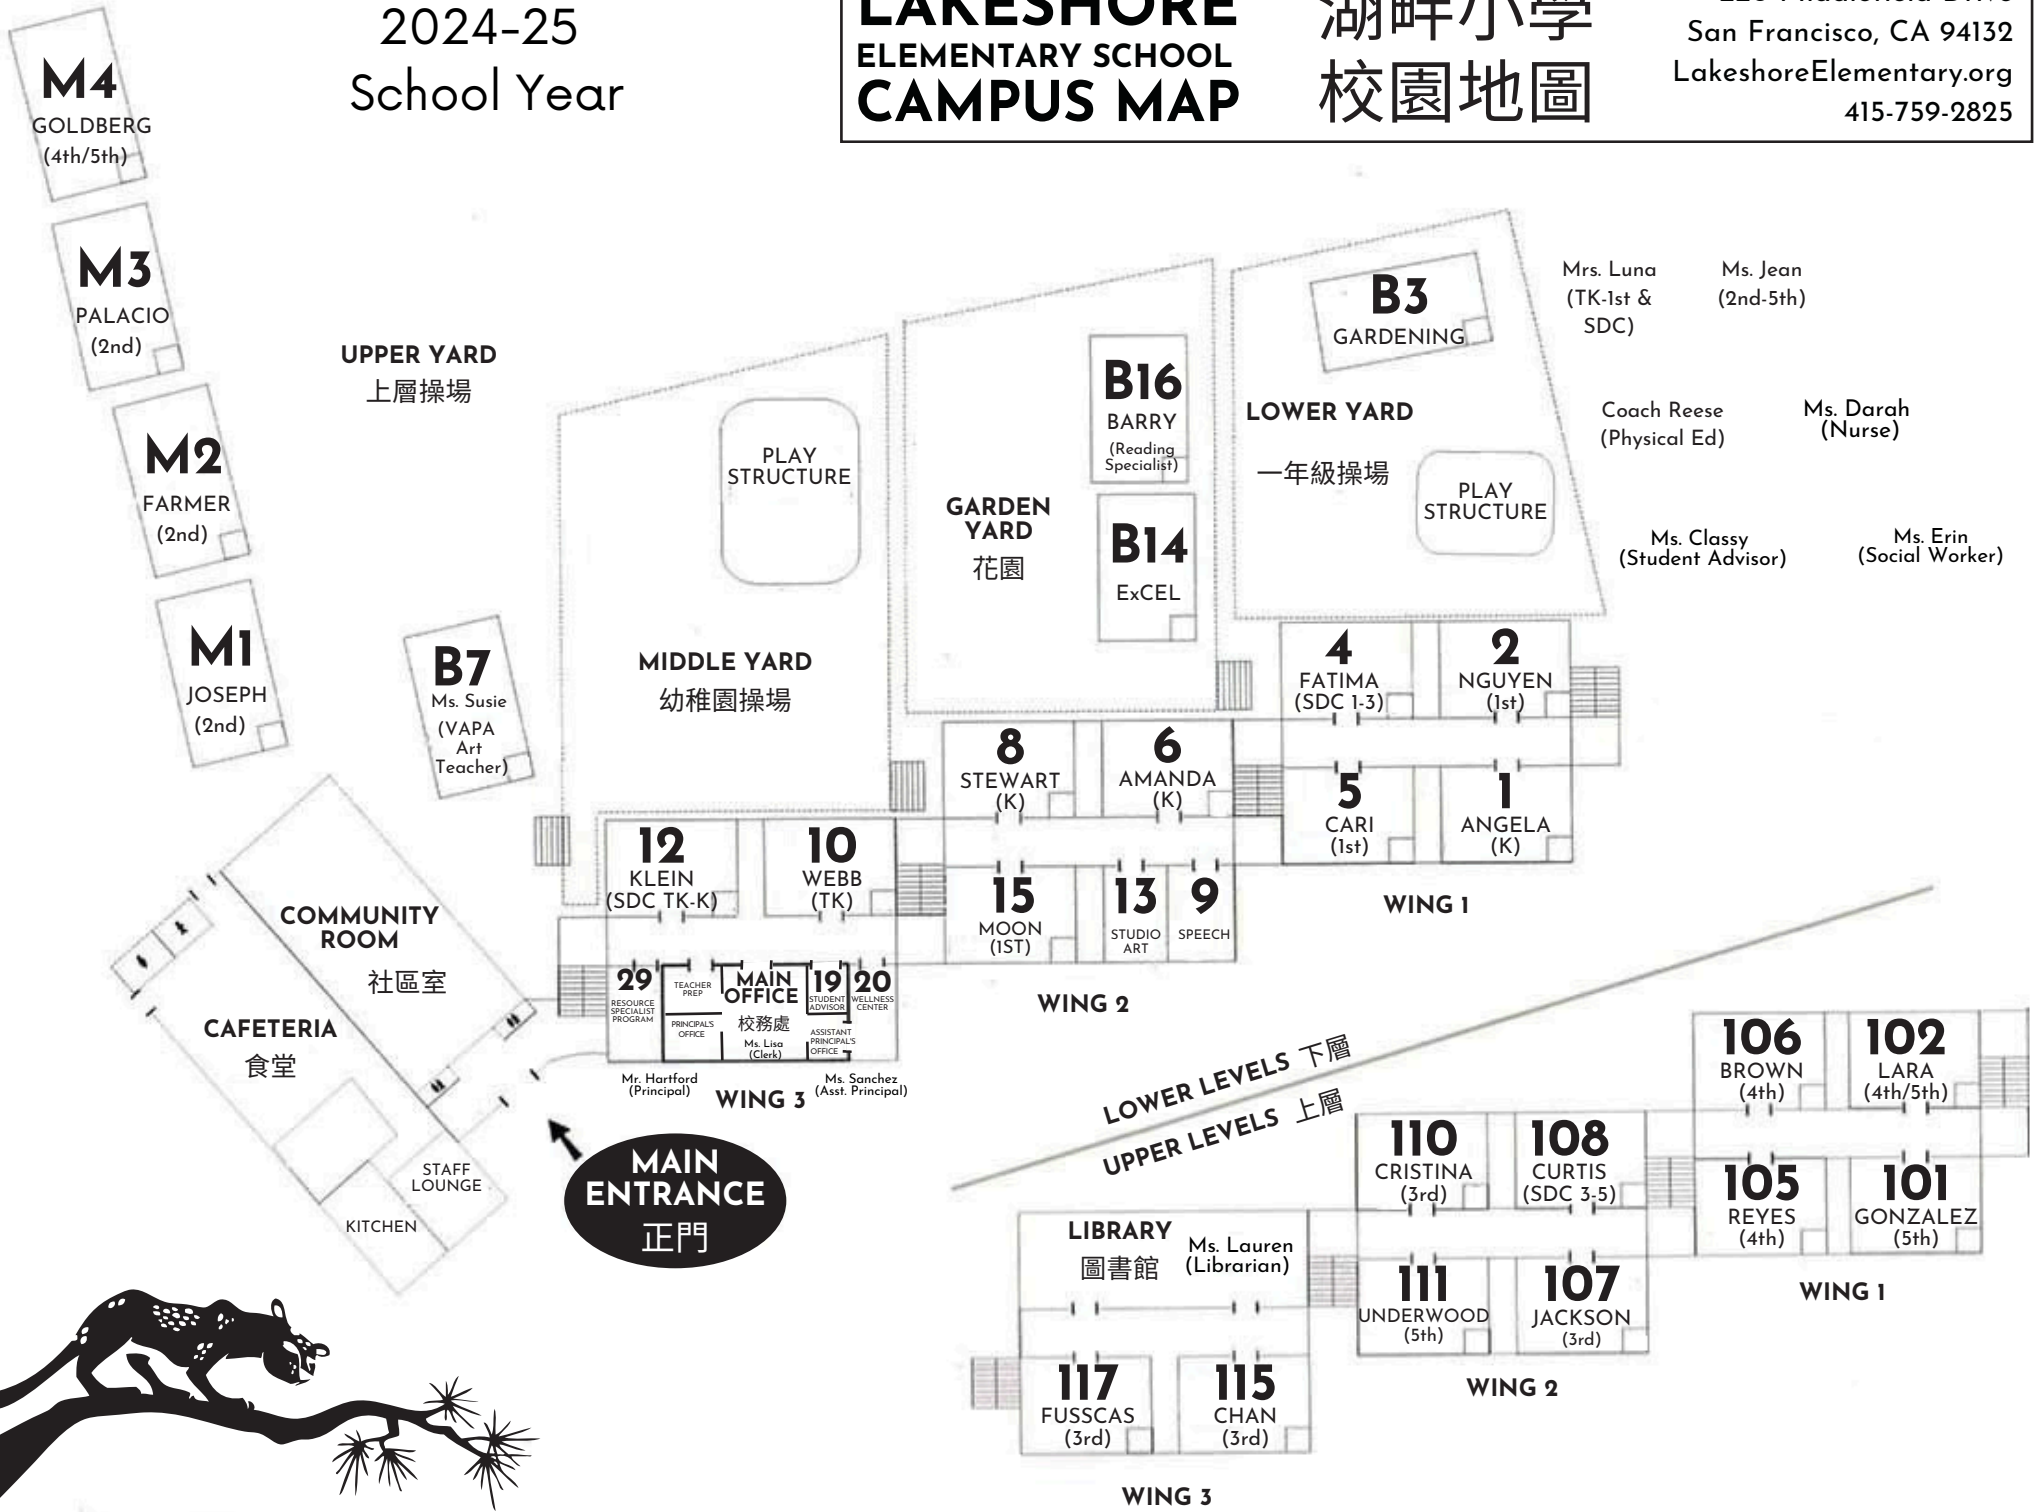 2024-25
School Year
LAKESHORE
ELEMENTARY SCHOOL
CAMPUS MAP
湖畔小學
校園地圖
San Francisco, CA 94132
LakeshoreElementary.org
415-759-2825
M4
GOLDBERG
(4th/5th)
M3
PALACIO
(2nd)
M2
FARMER
(2nd)
M1
JOSEPH
(2nd)
UPPER YARD
上層操場
B7
Ms. Susie
(VAPA
Art
Teacher)
PLAY
STRUCTURE
MIDDLE YARD
幼稚園操場
GARDEN
YARD
花園
B16
BARRY
(Reading
Specialist)
B14
ExCEL
B3
GARDENING
LOWER YARD
一年級操場
PLAY
STRUCTURE
Mrs. Luna
(TK-1st &
SDC)
Ms. Jean
(2nd-5th)
Coach Reese
(Physical Ed)
Ms. Darah
(Nurse)
Ms. Classy
(Student Advisor)
Ms. Erin
(Social Worker)
4
FATIMA
(SDC 1-3)
2
NGUYEN
(1st)
5
CARI
(1st)
1
ANGELA
(K)
WING 1
8
STEWART
(K)
6
AMANDA
(K)
15
MOON
(1ST)
13
STUDIO
ART
9
SPEECH
WING 2
12
KLEIN
(SDC TK-K)
10
WEBB
(TK)
29
RESOURCE
SPECIALIST
PROGRAM
TEACHER
PREP
PRINCIPAL'S
OFFICE
MAIN
OFFICE
校務處
Ms. Lisa
(Clerk)
19
STUDENT
ADVISOR
ASSISTANT
PRINCIPAL'S
OFFICE
20
WELLNESS
CENTER
Mr. Hartford
(Principal)
WING 3
Ms. Sanchez
(Asst. Principal)
COMMUNITY
ROOM
社區室
CAFETERIA
食堂
STAFF
LOUNGE
KITCHEN
MAIN
ENTRANCE
正門
LOWER LEVELS 下層
UPPER LEVELS 上層
106
BROWN
(4th)
102
LARA
(4th/5th)
105
REYES
(4th)
101
GONZALEZ
(5th)
WING 1
110
CRISTINA
(3rd)
108
CURTIS
(SDC 3-5)
111
UNDERWOOD
(5th)
107
JACKSON
(3rd)
WING 2
LIBRARY
圖書館
Ms. Lauren
(Librarian)
117
FUSSCAS
(3rd)
115
CHAN
(3rd)
WING 3